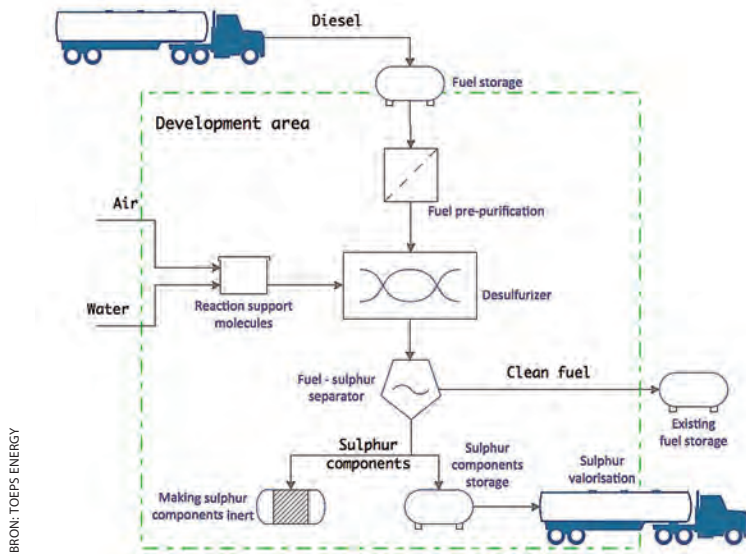 Diesel
Fuel storage
Development area
Fuel pre-purification
Air
Water
Reaction support
molecules
Desulfurizer
Fuel - sulphur
separator
Clean fuel
Existing
fuel storage
Sulphur
components
Making sulphur
components inert
Sulphur
components
storage
Sulphur
valorisation
BRON: TOEPS ENERGY